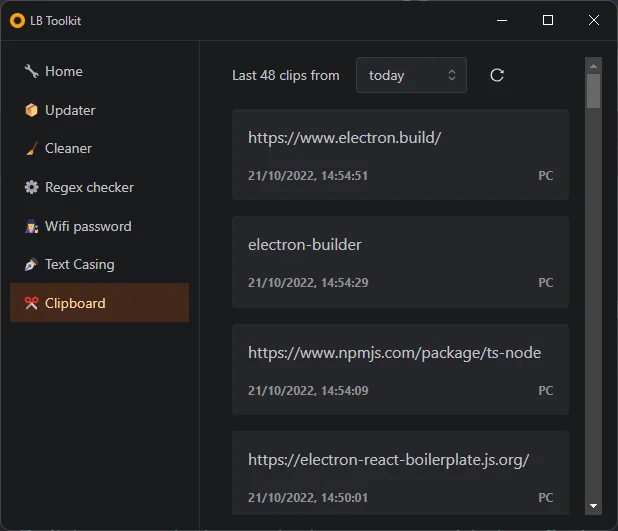 LB Toolkit
Home
Updater
Cleaner
Regex checker
Wifi password
Text Casing
Clipboard
Last 48 clips from today
https://www.electron.build/
21/10/2022, 14:54:51 PC
electron-builder
21/10/2022, 14:54:29 PC
https://www.npmjs.com/package/ts-node
21/10/2022, 14:54:09 PC
https://electron-react-boilerplate.js.org/
21/10/2022, 14:50:01 PC